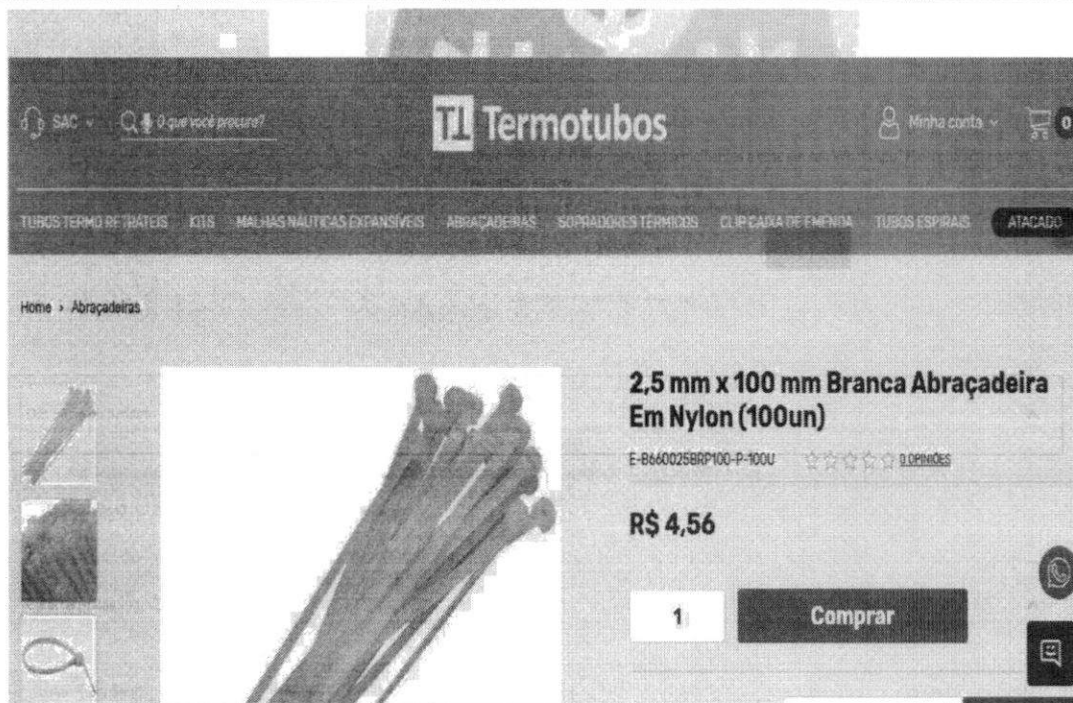 SAC
O que você procura?
TT Termotubos
Minha conta
0
TUBOS TERMO RETRÁTEIS KITS MALHAS NÁUTICAS EXPANSÍVEIS ABRAÇADEIRAS SOPRADORES TÉRMICOS CLIP CAIXA DE EMENDA TUBOS ESPIRAIS ATACADO
Home › Abraçadeiras
2,5 mm x 100 mm Branca Abraçadeira
Em Nylon (100un)
E-B660025BRP100-P-100U 0 OPINIÕES
R$ 4,56
1 Comprar